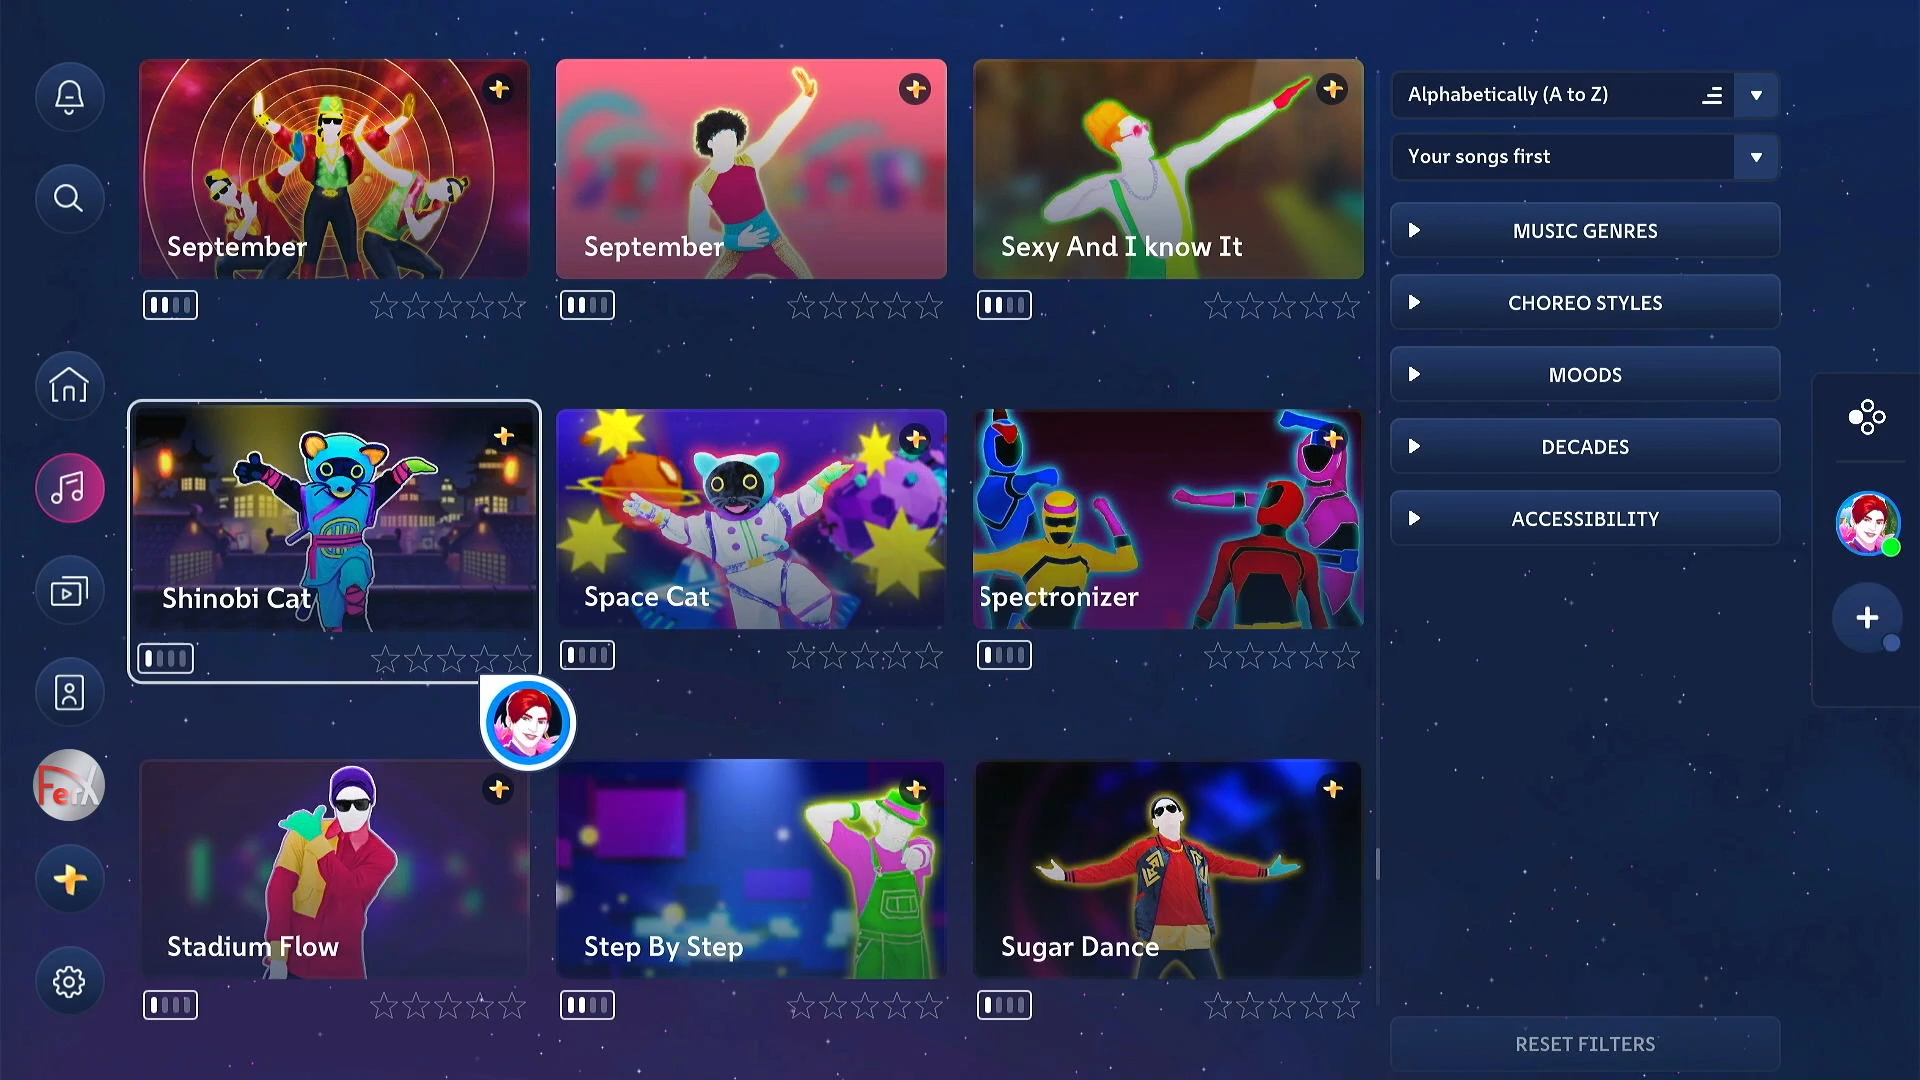 September
September
Sexy And I know It
Shinobi Cat
Space Cat
Spectronizer
Stadium Flow
Step By Step
Sugar Dance
FerX
Alphabetically (A to Z)
Your songs first
MUSIC GENRES
CHOREO STYLES
MOODS
DECADES
ACCESSIBILITY
RESET FILTERS